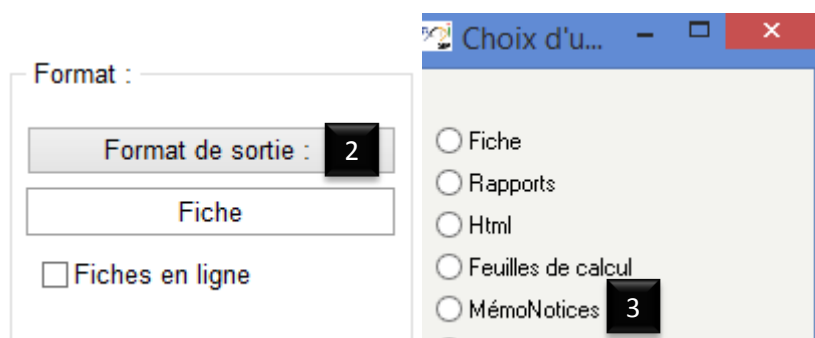 Format :
Format de sortie : 2
Fiche
Fiches en ligne
Choix d'u...
Fiche
Rapports
Html
Feuilles de calcul
MémoNotices 3